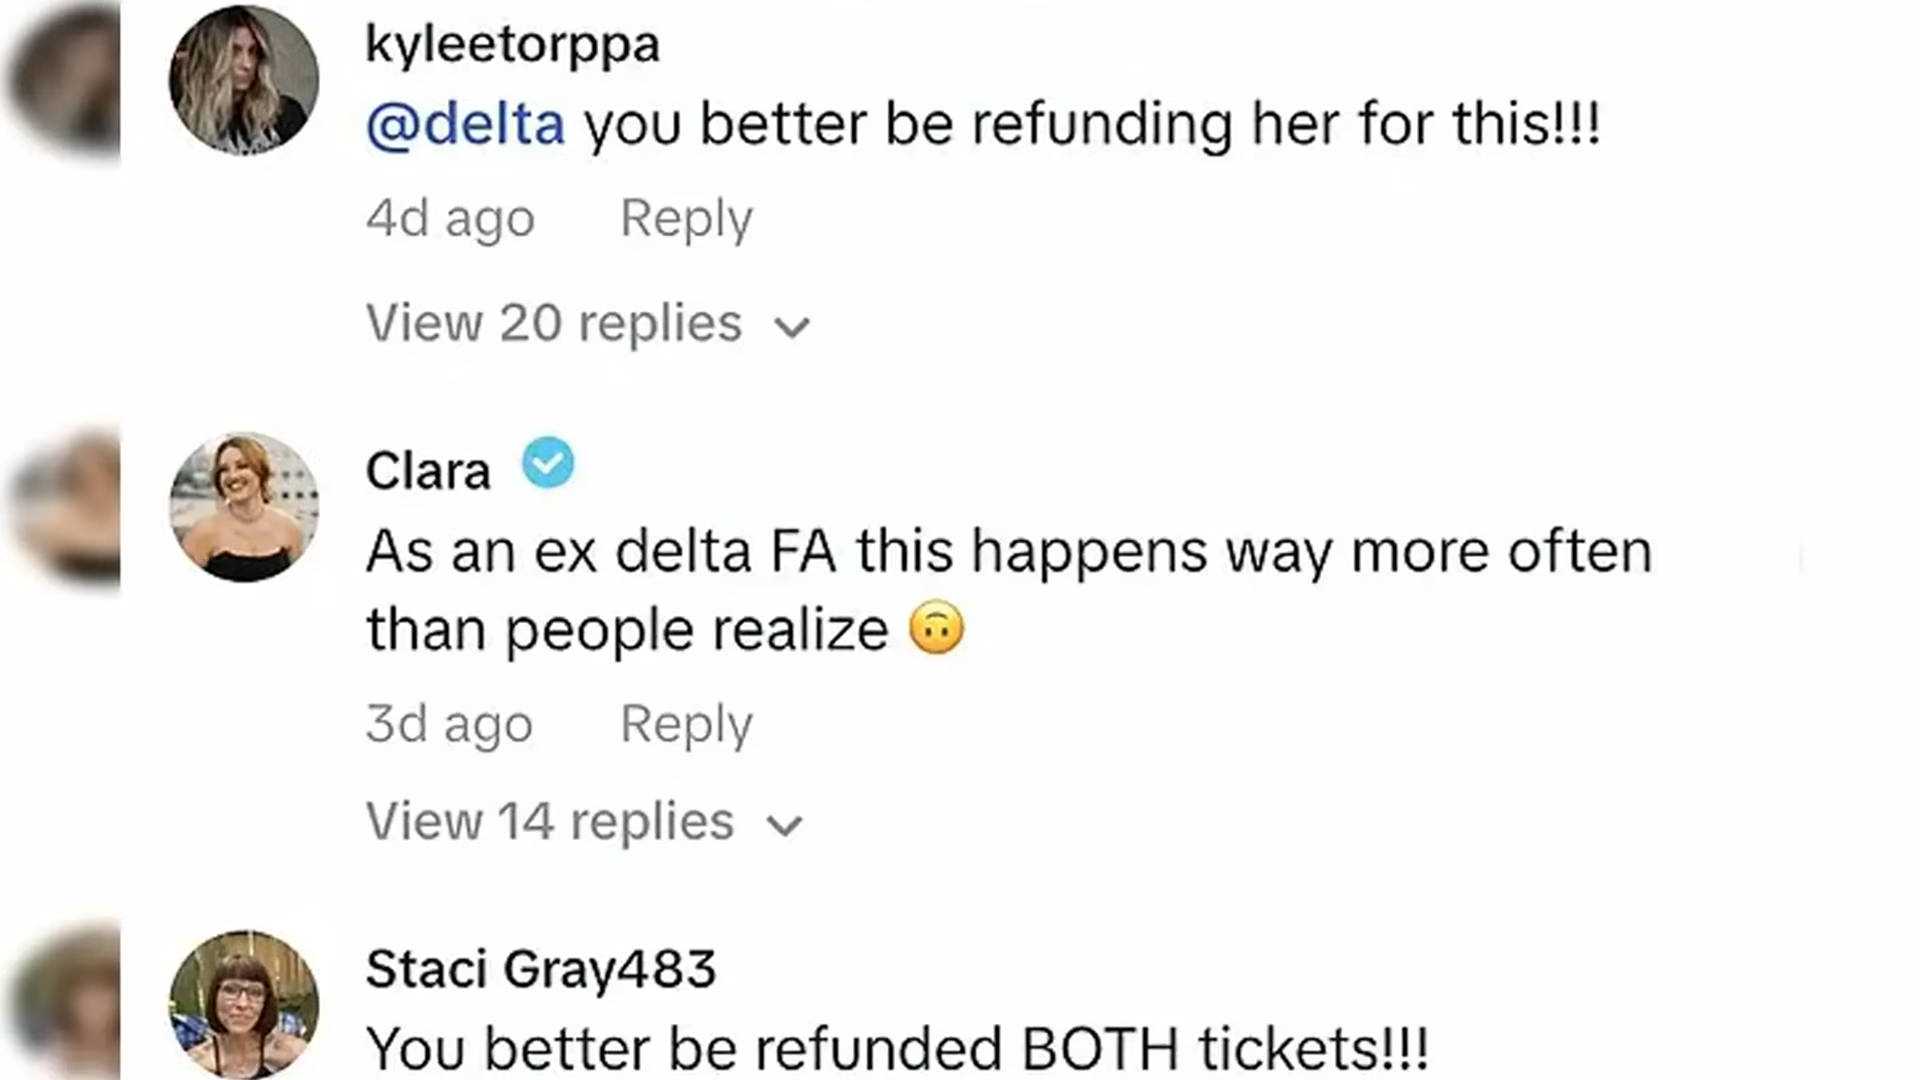 kyleetorppa
@delta you better be refunding her for this!!!
4d ago Reply
View 20 replies
Clara
As an ex delta FA this happens way more often
than people realize 🙃
3d ago Reply
View 14 replies
Staci Gray483
You better be refunded BOTH tickets!!!